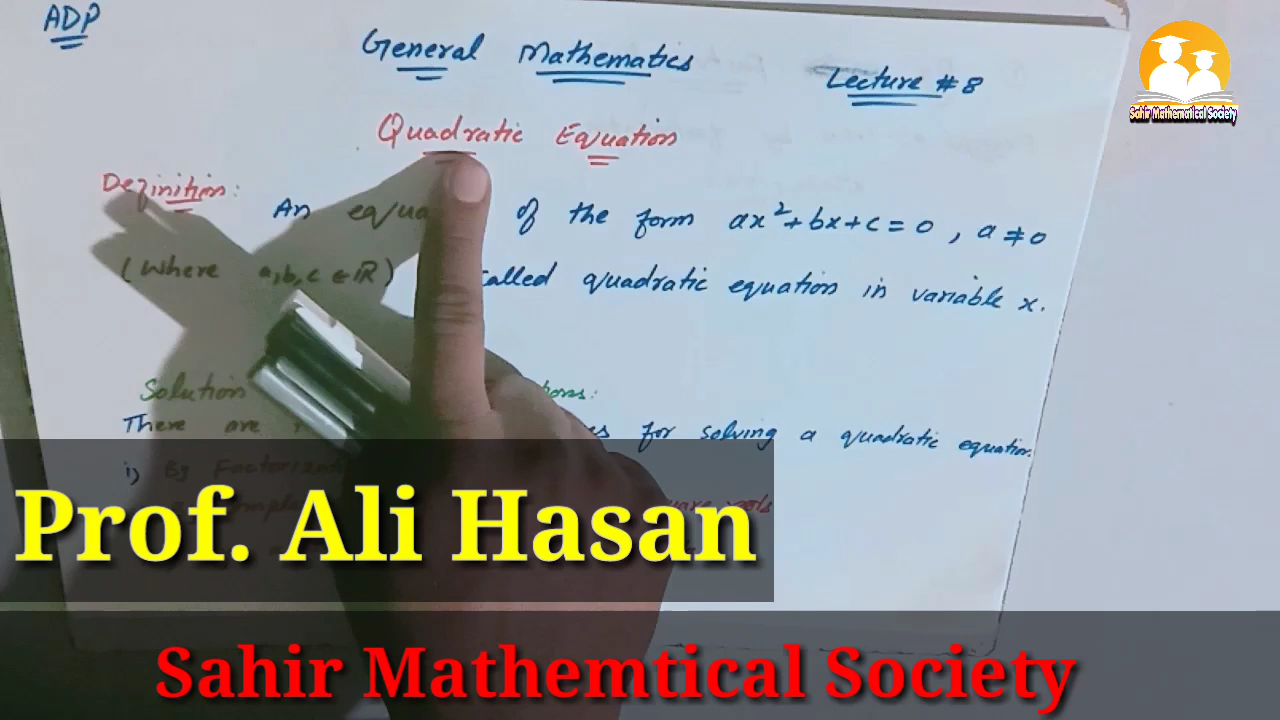 ADP
General Mathematics
Lecture # 8
Sahir Mathematical Society
Quadratic Equation
Definition:
An equa of the form ax²+bx+c=0, a≠0
(Where a,b,c ∈ ℝ) called quadratic equation in variable x.
Solution
There are for solving a quadratic equation.
By
Prof. Ali Hasan
Sahir Mathemtical Society